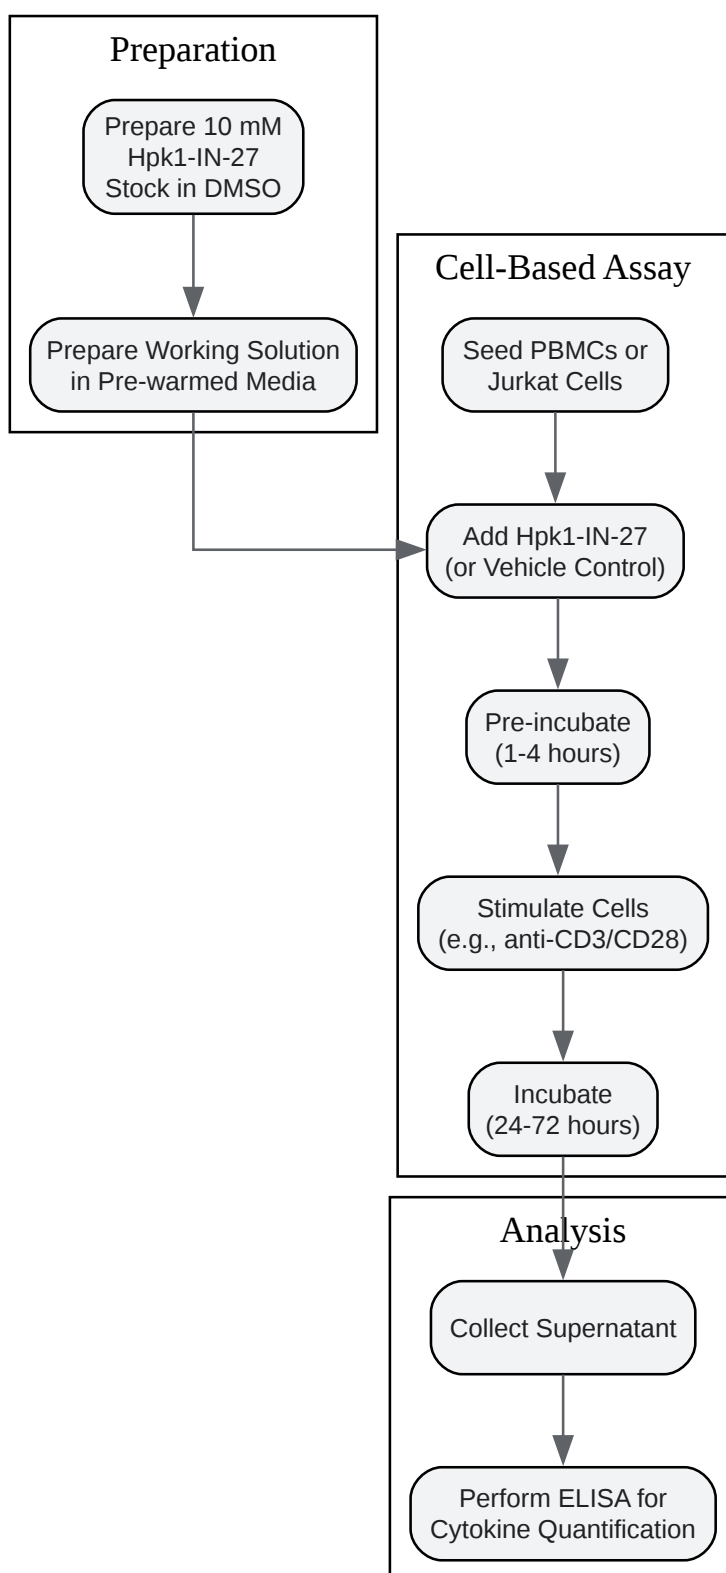 Preparation
Prepare 10 mM
Hpk1-IN-27
Stock in DMSO
Prepare Working Solution
in Pre-warmed Media
Cell-Based Assay
Seed PBMCs or
Jurkat Cells
Add Hpk1-IN-27
(or Vehicle Control)
Pre-incubate
(1-4 hours)
Stimulate Cells
(e.g., anti-CD3/CD28)
Incubate
(24-72 hours)
Analysis
Collect Supernatant
Perform ELISA for
Cytokine Quantification